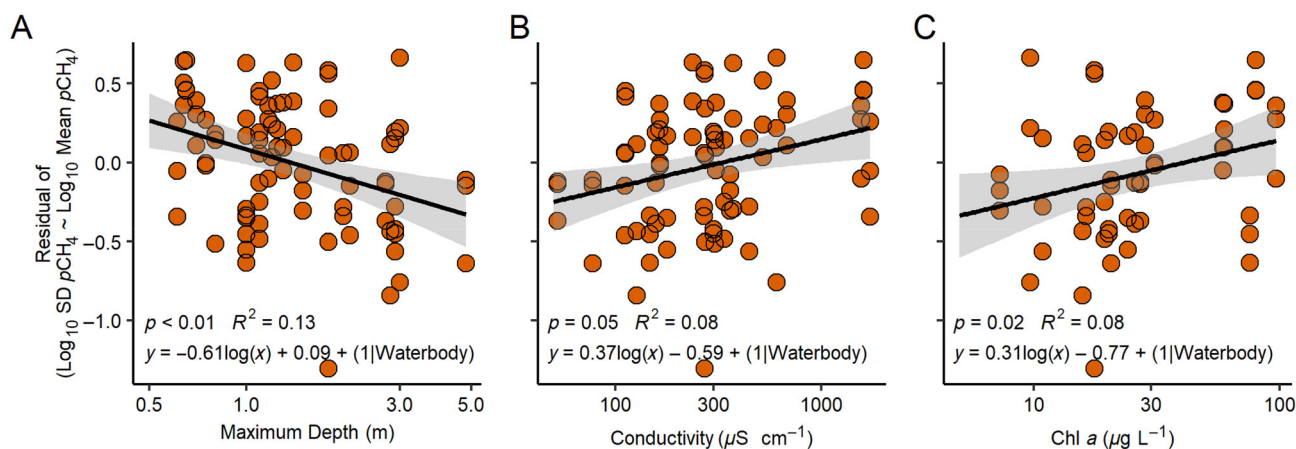 A
B
C
Residual of
(Log10 SD pCH4 ~ Log10 Mean pCH4)
0.5
0.0
−0.5
−1.0
p < 0.01 R² = 0.13
y = −0.61log(x) + 0.09 + (1|Waterbody)
0.5 1.0 3.0 5.0
Maximum Depth (m)
p = 0.05 R² = 0.08
y = 0.37log(x) − 0.59 + (1|Waterbody)
100 300 1000
Conductivity (µS cm⁻¹)
p = 0.02 R² = 0.08
y = 0.31log(x) − 0.77 + (1|Waterbody)
10 30 100
Chl a (µg L⁻¹)